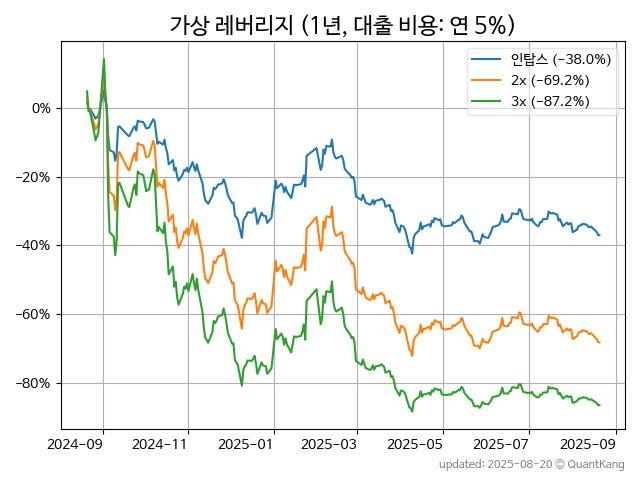 가상 레버리지 (1년, 대출 비용: 연 5%)
인탑스 (−38.0%)
2x (−69.2%)
3x (−87.2%)
0%
−20%
−40%
−60%
−80%
2024−09 2024−11 2025−01 2025−03 2025−05 2025−07 2025−09
updated: 2025-08-20 © QuantKang